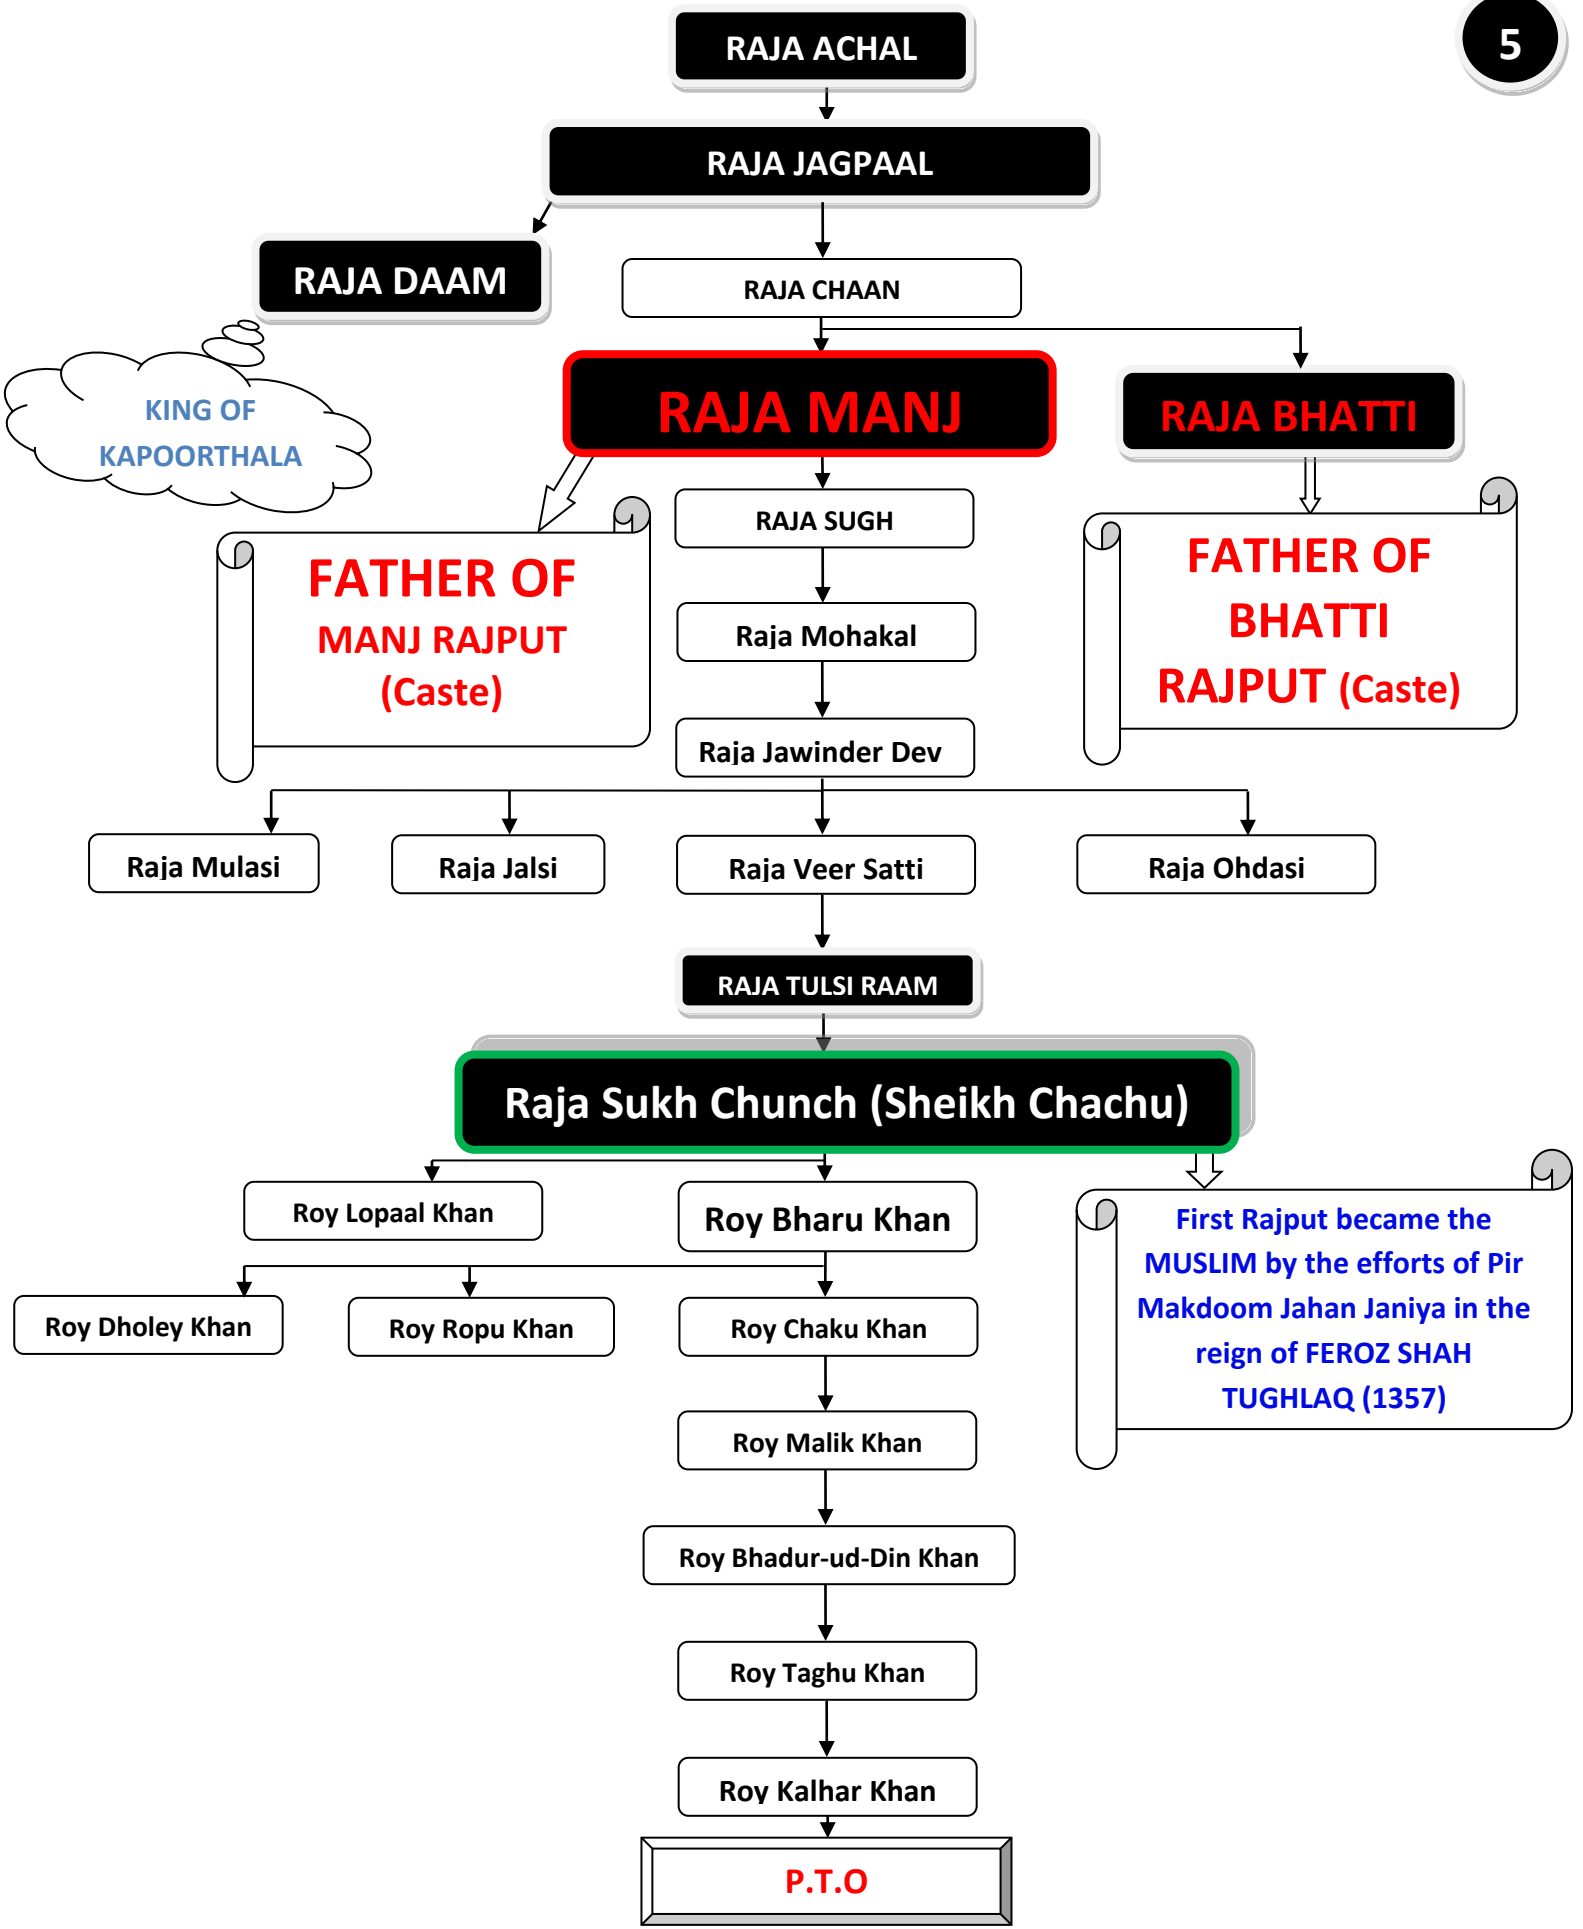 5
RAJA ACHAL
RAJA JAGPAAL
RAJA DAAM
RAJA CHAAN
KING OF
KAPOORTHALA
RAJA MANJ
RAJA BHATTI
RAJA SUGH
FATHER OF
MANJ RAJPUT
(Caste)
FATHER OF
BHATTI
RAJPUT (Caste)
Raja Mohakal
Raja Jawinder Dev
Raja Mulasi
Raja Jalsi
Raja Veer Satti
Raja Ohdasi
RAJA TULSI RAAM
Raja Sukh Chunch (Sheikh Chachu)
Roy Lopaal Khan
Roy Bharu Khan
First Rajput became the
MUSLIM by the efforts of Pir
Makdoom Jahan Janiya in the
reign of FEROZ SHAH
TUGHLAQ (1357)
Roy Dholey Khan
Roy Ropu Khan
Roy Chaku Khan
Roy Malik Khan
Roy Bhadur-ud-Din Khan
Roy Taghu Khan
Roy Kalhar Khan
P.T.O